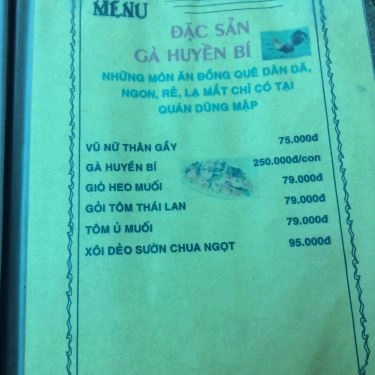 MENU
ĐẶC SẢN
GÀ HUYỀN BÍ
NHỮNG MÓN ĂN ĐỒNG QUÊ DÂN DÃ,
NGON, RẺ, LẠ MẮT CHỈ CÓ TẠI
QUÁN DŨNG MẬP
VŨ NỮ THÂN GẦY 75.000đ
GÀ HUYỀN BÍ 250.000đ/con
GIÒ HEO MUỐI 79.000đ
GỎI TÔM THÁI LAN 79.000đ
TÔM Ủ MUỐI 79.000đ
XÔI DẺO SƯỜN CHUA NGỌT 95.000đ